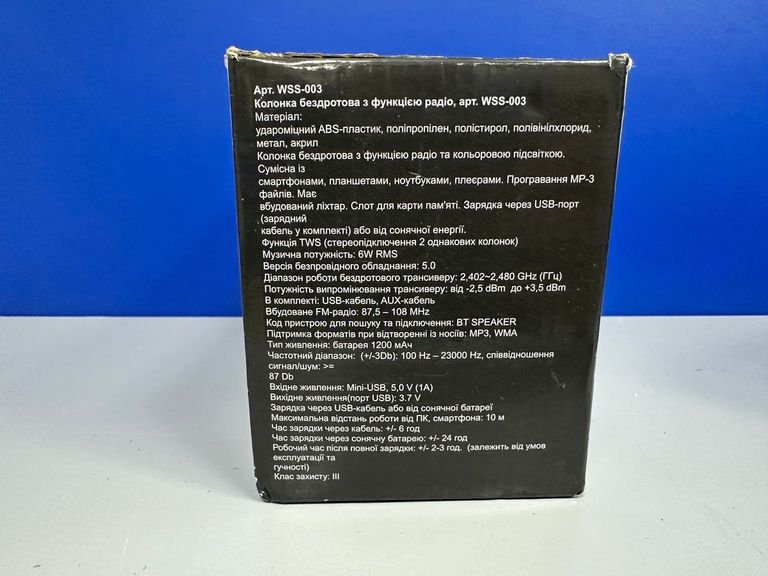 Арт. WSS-003
Колонка бездротова з функцією радіо, арт. WSS-003
Матеріал:
удароміцний ABS-пластик, поліпропілен, полістирол, полівінілхлорид,
метал, акрил
Колонка бездротова з функцією радіо та кольоровою підсвіткою.
Сумісна із
смартфонами, планшетами, ноутбуками, плеєрами. Програвання MP-3
файлів. Має
вбудований ліхтар. Слот для карти пам'яті. Зарядка через USB-порт
(зарядний
кабель у комплекті) або від сонячної енергії.
Функція TWS (стереопідключення 2 однакових колонок)
Музична потужність: 6W RMS
Версія безпровідного обладнання: 5.0
Діапазон роботи бездротового трансиверу: 2,402~2,480 GHz (ГГц)
Потужність випромінювання трансиверу: від -2,5 dBm до +3,5 dBm
В комплекті: USB-кабель, AUX-кабель
Вбудоване FM-радіо: 87,5 – 108 MHz
Код пристрою для пошуку та підключення: BT SPEAKER
Підтримка форматів при відтворенні із носіїв: MP3, WMA
Тип живлення: батарея 1200 мАч
Частотний діапазон: (+/-3Db): 100 Hz – 23000 Hz, співвідношення
сигнал/шум: >=
87 Db
Вхідне живлення: Mini-USB, 5,0 V (1A)
Вихідне живлення(порт USB): 3.7 V
Зарядка через USB-кабель або від сонячної батареї
Максимальна відстань роботи від ПК, смартфона: 10 м
Час зарядки через кабель: +/- 6 год
Час зарядки через сонячну батарею: +/- 24 год
Робочий час після повної зарядки: +/- 2-3 год. (залежить від умов
експлуатації та
гучності)
Клас захисту: III